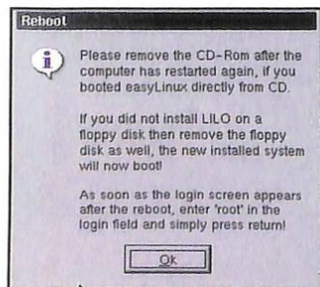 Reboot
Please remove the CD-Rom after the
computer has restarted again, if you
booted easyLinux directly from CD.
If you did not install LILO on a
floppy disk then remove the floppy
disk as well, the new installed system
will now boot!
As soon as the login screen appears
after the reboot, enter 'root' in the
login field and simply press return!
Ok